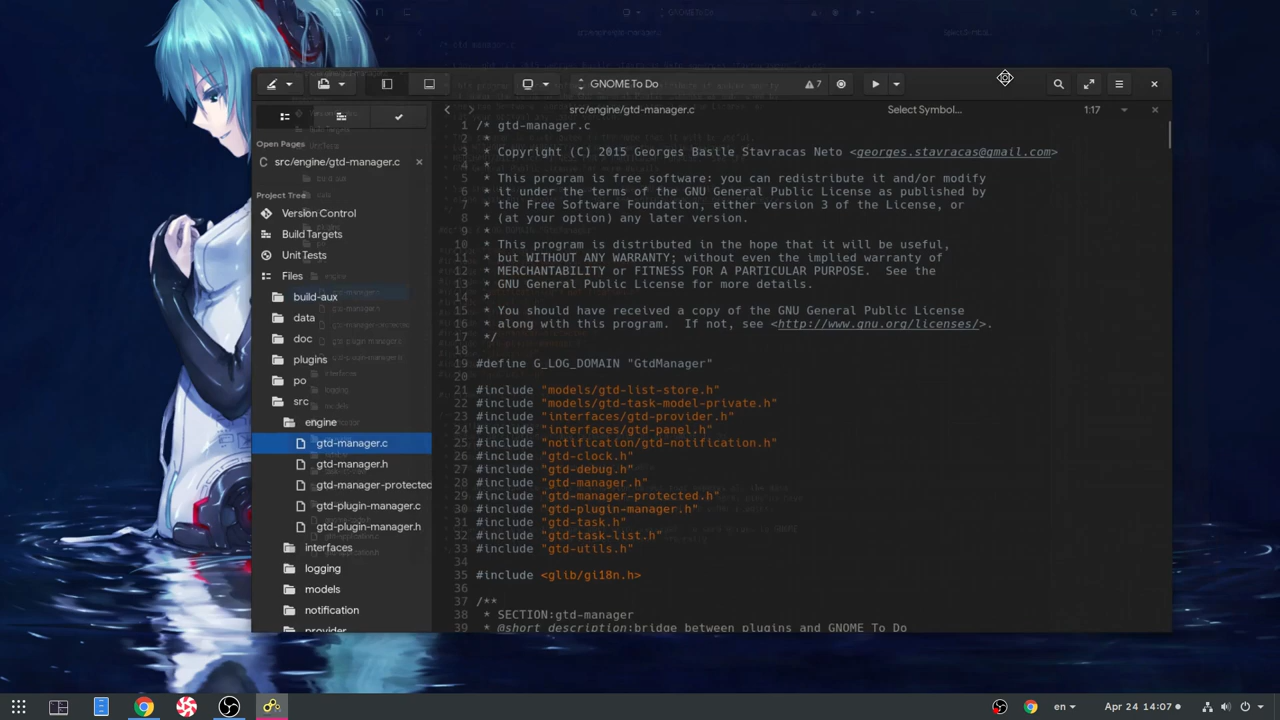 GNOME To Do
7
src/engine/gtd-manager.c
Select Symbol...
1:17
Open Pages
C src/engine/gtd-manager.c
Project Tree
Version Control
Build Targets
Unit Tests
Files
build-aux
data
doc
plugins
po
src
engine
gtd-manager.c
gtd-manager.h
gtd-manager-protected
gtd-plugin-manager.c
gtd-plugin-manager.h
interfaces
logging
models
notification
provider
1 /* gtd-manager.c
2 *
3 * Copyright (C) 2015 Georges Basile Stavracas Neto <georges.stavracas@gmail.com>
4 *
5 * This program is free software: you can redistribute it and/or modify
6 * it under the terms of the GNU General Public License as published by
7 * the Free Software Foundation, either version 3 of the License, or
8 * (at your option) any later version.
9 *
10 * This program is distributed in the hope that it will be useful,
11 * but WITHOUT ANY WARRANTY; without even the implied warranty of
12 * MERCHANTABILITY or FITNESS FOR A PARTICULAR PURPOSE.  See the
13 * GNU General Public License for more details.
14 *
15 * You should have received a copy of the GNU General Public License
16 * along with this program.  If not, see <http://www.gnu.org/licenses/>.
17 */
18
19 #define G_LOG_DOMAIN "GtdManager"
20
21 #include "models/gtd-list-store.h"
22 #include "models/gtd-task-model-private.h"
23 #include "interfaces/gtd-provider.h"
24 #include "interfaces/gtd-panel.h"
25 #include "notification/gtd-notification.h"
26 #include "gtd-clock.h"
27 #include "gtd-debug.h"
28 #include "gtd-manager.h"
29 #include "gtd-manager-protected.h"
30 #include "gtd-plugin-manager.h"
31 #include "gtd-task.h"
32 #include "gtd-task-list.h"
33 #include "gtd-utils.h"
34
35 #include <glib/gi18n.h>
36
37 /**
38 * SECTION:gtd-manager
39 * @short_description:bridge between plugins and GNOME To Do
en
Apr 24 14:07